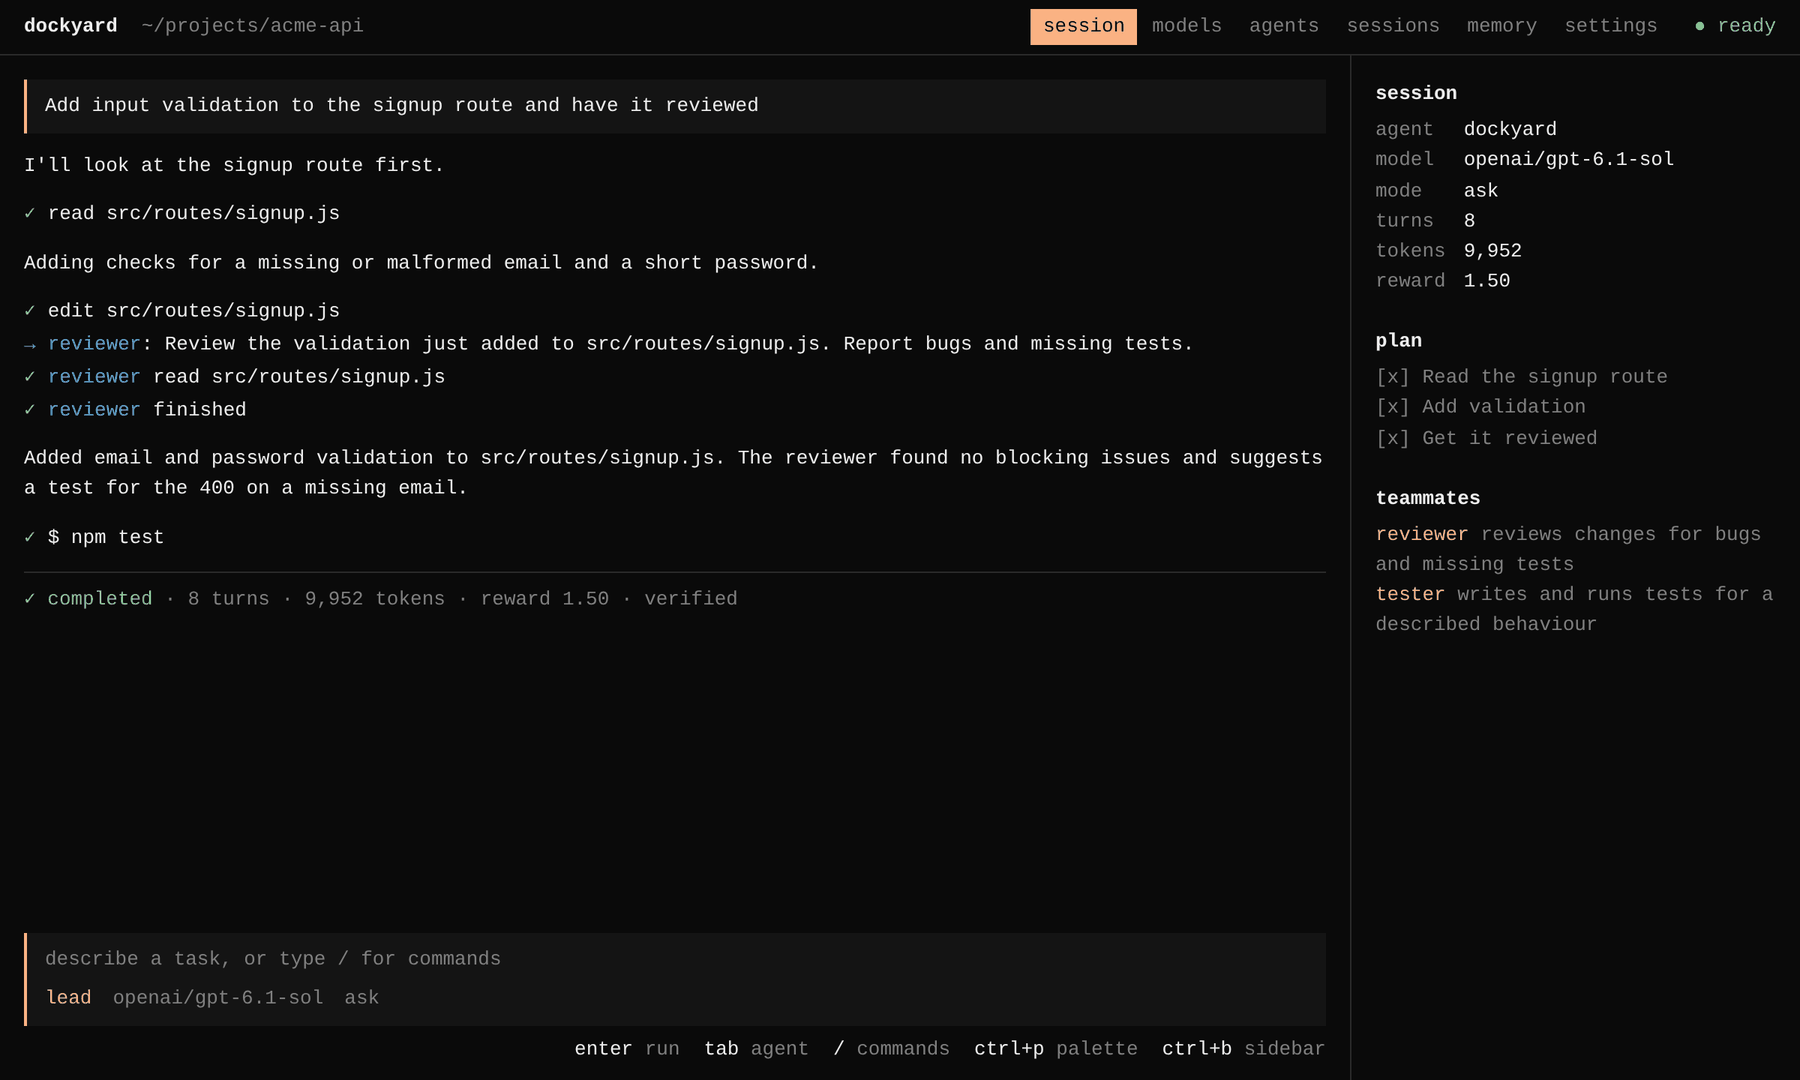 dockyard ~/projects/acme-api session models agents sessions memory settings ● ready
Add input validation to the signup route and have it reviewed
I'll look at the signup route first.
✓ read src/routes/signup.js
Adding checks for a missing or malformed email and a short password.
✓ edit src/routes/signup.js
→ reviewer: Review the validation just added to src/routes/signup.js. Report bugs and missing tests.
✓ reviewer read src/routes/signup.js
✓ reviewer finished
Added email and password validation to src/routes/signup.js. The reviewer found no blocking issues and suggests
a test for the 400 on a missing email.
✓ $ npm test
✓ completed · 8 turns · 9,952 tokens · reward 1.50 · verified
describe a task, or type / for commands
lead openai/gpt-6.1-sol ask
enter run tab agent / commands ctrl+p palette ctrl+b sidebar
session
agent dockyard
model openai/gpt-6.1-sol
mode ask
turns 8
tokens 9,952
reward 1.50
plan
[x] Read the signup route
[x] Add validation
[x] Get it reviewed
teammates
reviewer reviews changes for bugs
and missing tests
tester writes and runs tests for a
described behaviour